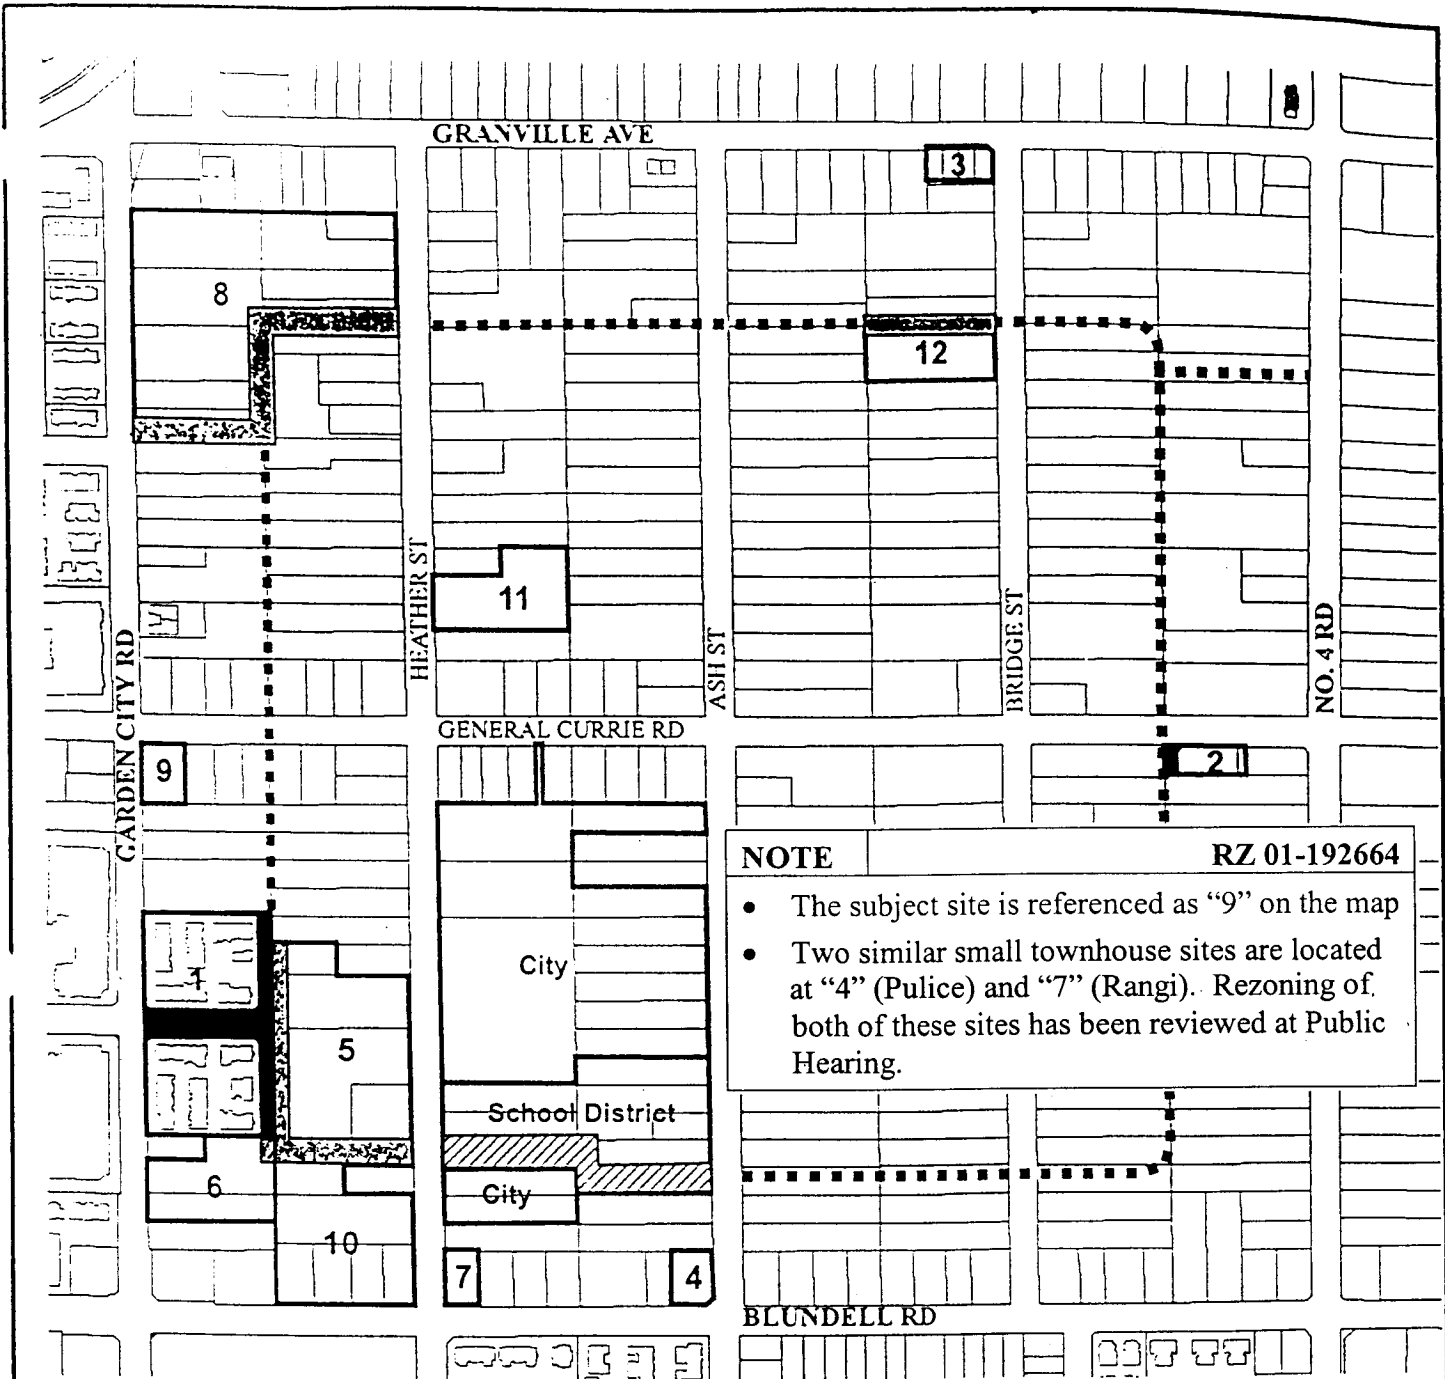 GRANVILLE AVE
3
8
12
HEATHER ST
11
ASH ST
BRIDGE ST
NO. 4 RD
GARDEN CITY RD
GENERAL CURRIE RD
9
2
NOTE RZ 01-192664
• The subject site is referenced as “9” on the map
• Two similar small townhouse sites are located
at “4” (Pulice) and “7” (Rangi). Rezoning of
both of these sites has been reviewed at Public
Hearing.
City
1
5
School District
6
City
10
7
4
BLUNDELL RD